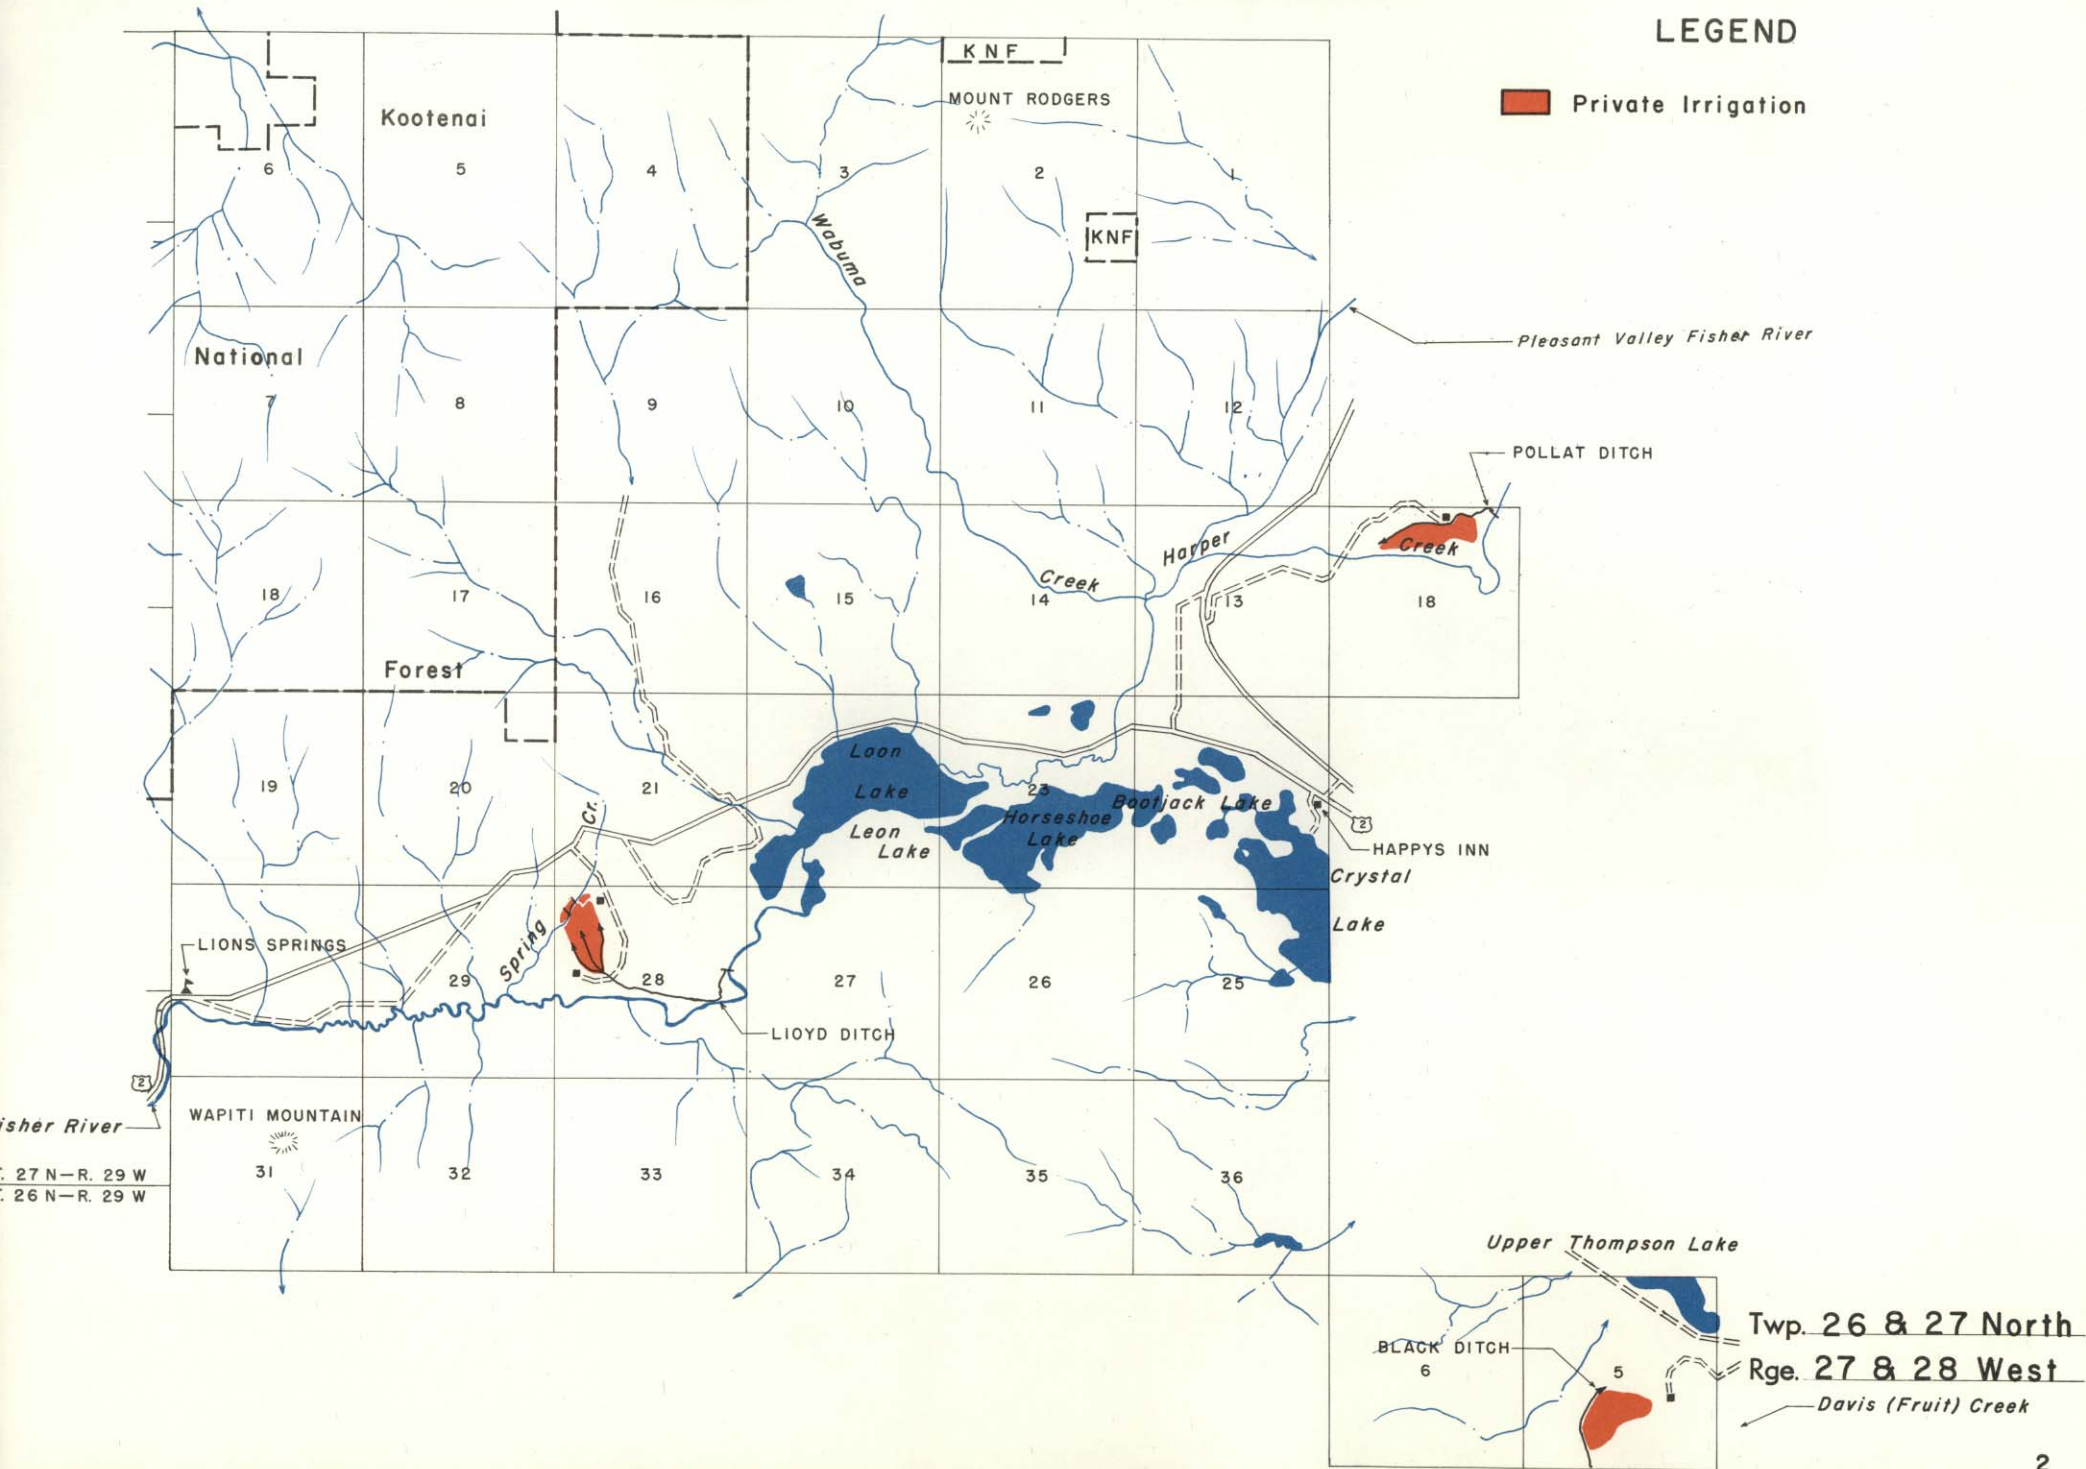 LEGEND
Private Irrigation
KNF
MOUNT RODGERS
Kootenai
6
5
4
3
2
1
KNF
Wabuma
Pleasant Valley Fisher River
National
7
8
9
10
11
12
POLLAT DITCH
Harper
Creek
Creek
18
17
16
15
14
13
18
Forest
Loon
Lake
19
20
21
23
Bootjack Lake
Horseshoe
Lake
Leon
Lake
Cr.
2
HAPPYS INN
Crystal
Lake
LIONS SPRINGS
Spring
29
28
27
26
25
LIOYD DITCH
2
WAPITI MOUNTAIN
isher River
31
32
33
34
35
36
. 27 N–R. 29 W
. 26 N–R. 29 W
Upper Thompson Lake
BLACK DITCH
6
5
Twp. 26 & 27 North
Rge. 27 & 28 West
Davis (Fruit) Creek
2